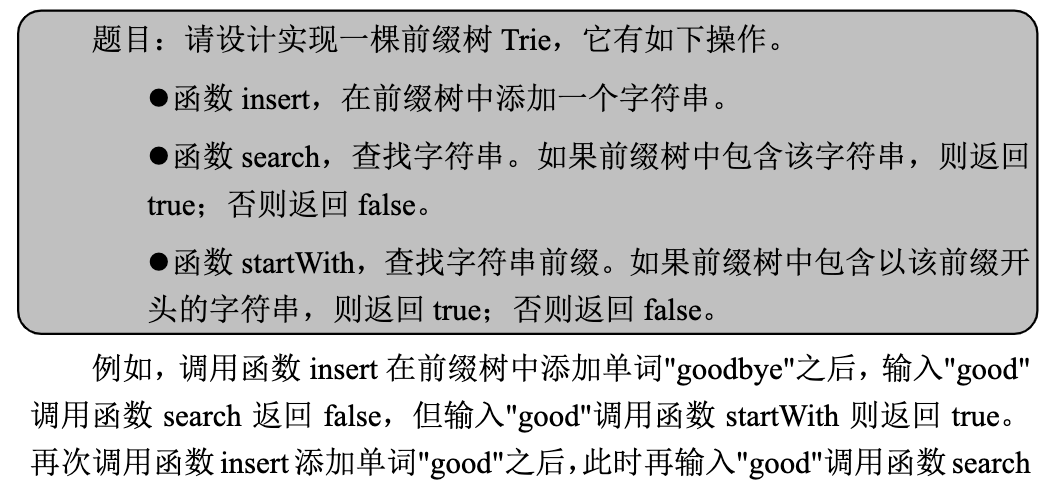 题目：请设计实现一棵前缀树 Trie，它有如下操作。
●函数 insert，在前缀树中添加一个字符串。
●函数 search，查找字符串。如果前缀树中包含该字符串，则返回
true；否则返回 false。
●函数 startWith，查找字符串前缀。如果前缀树中包含以该前缀开
头的字符串，则返回 true；否则返回 false。
例如，调用函数 insert 在前缀树中添加单词"goodbye"之后，输入"good"
调用函数 search 返回 false，但输入"good"调用函数 startWith 则返回 true。
再次调用函数 insert 添加单词"good"之后，此时再输入"good"调用函数 search